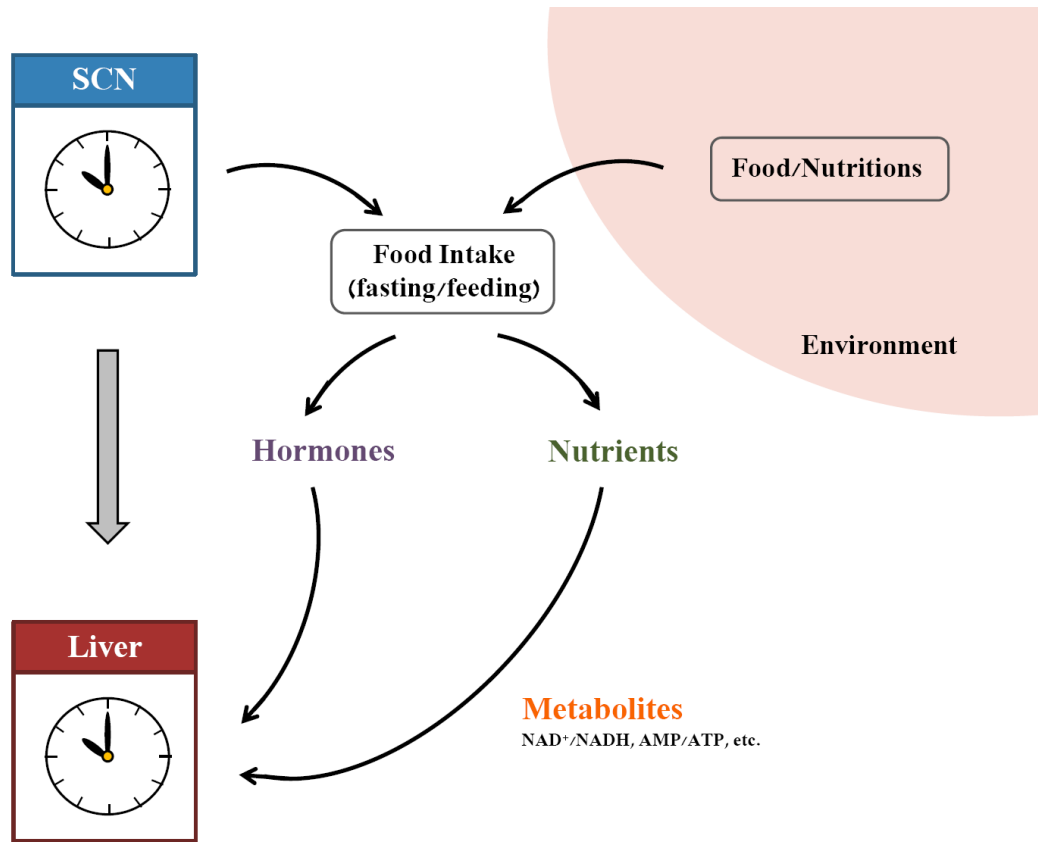 SCN
Food/Nutritions
Food Intake
(fasting/feeding)
Environment
Hormones
Nutrients
Liver
Metabolites
NAD⁺/NADH, AMP/ATP, etc.